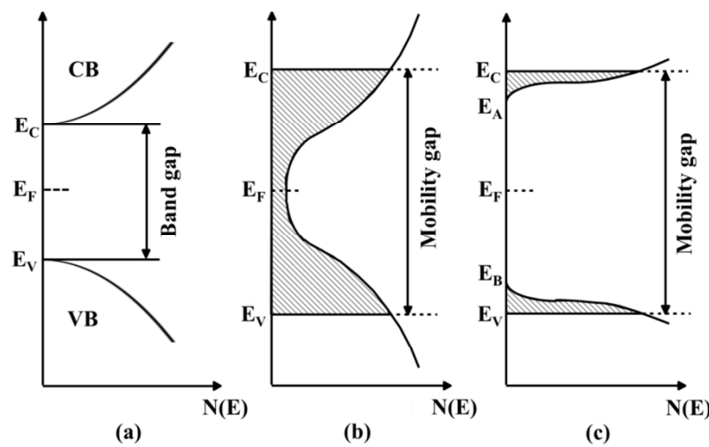 CB
E_C
E_F
E_V
VB
Band gap
N(E)
(a)
E_C
E_F
E_V
Mobility gap
N(E)
(b)
E_C
E_A
E_F
E_B
E_V
Mobility gap
N(E)
(c)